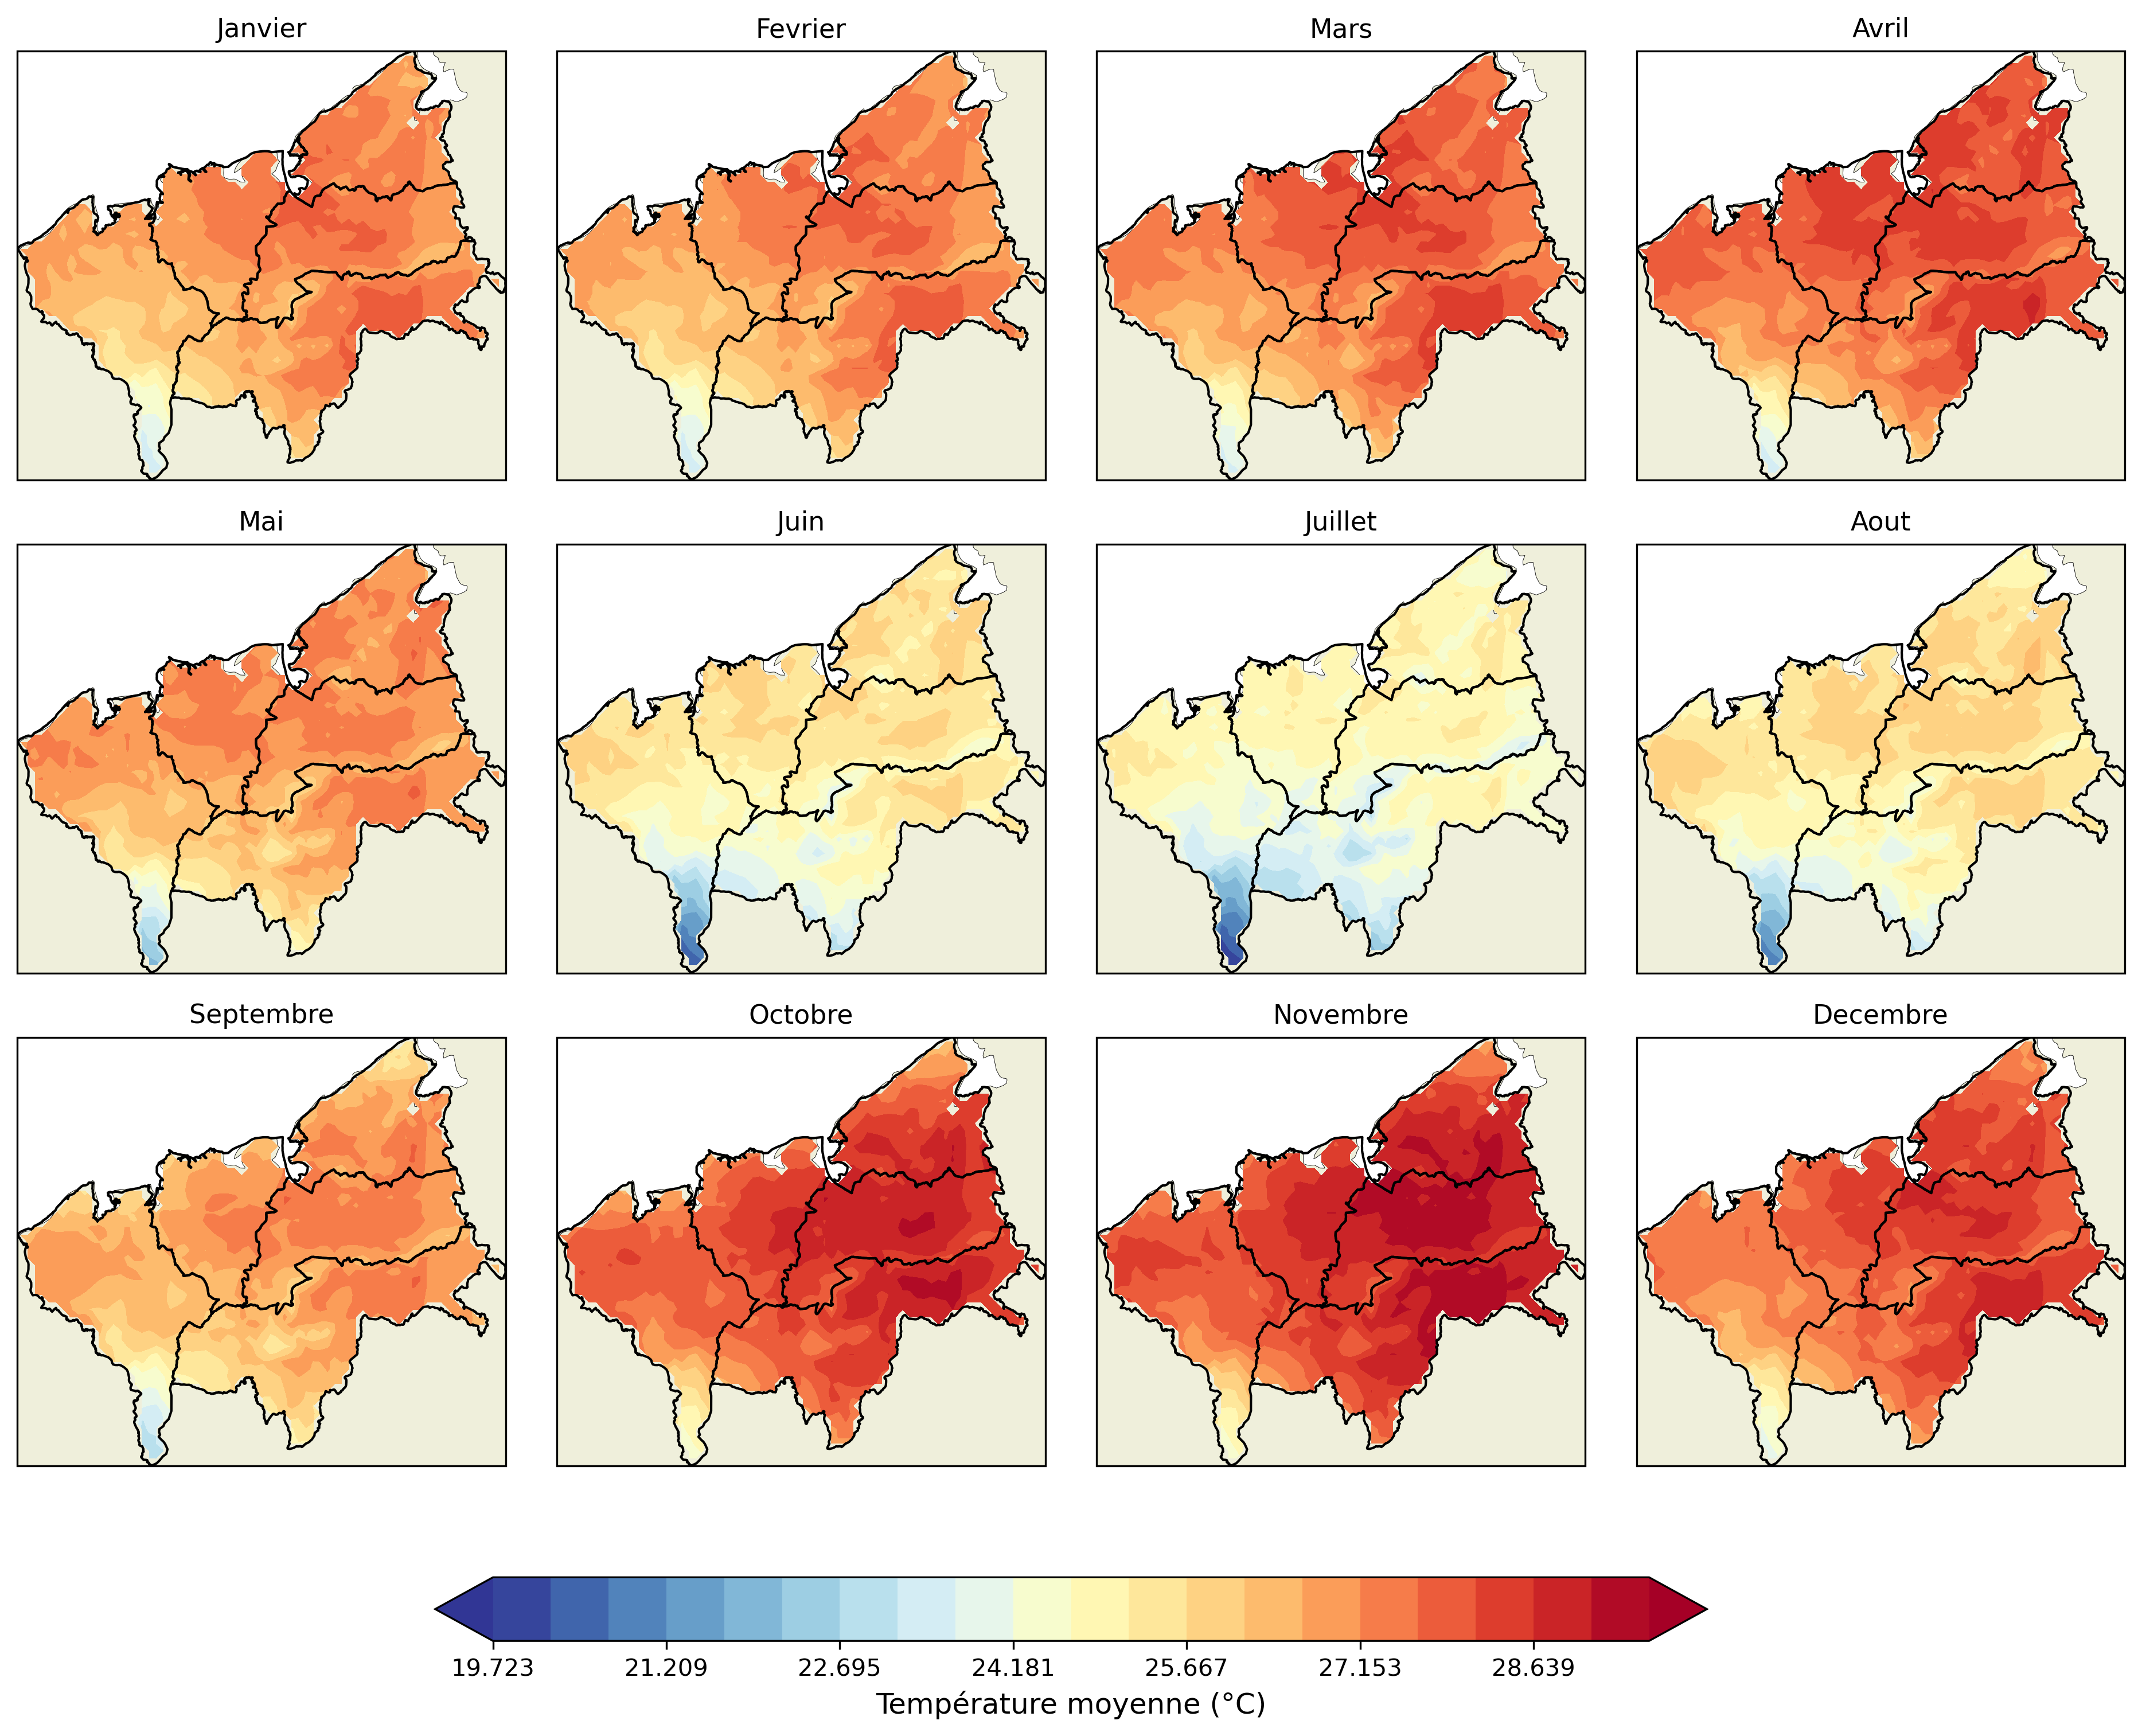 Janvier
Fevrier
Mars
Avril
Mai
Juin
Juillet
Aout
Septembre
Octobre
Novembre
Decembre
19.723
21.209
22.695
24.181
25.667
27.153
28.639
Température moyenne (°C)